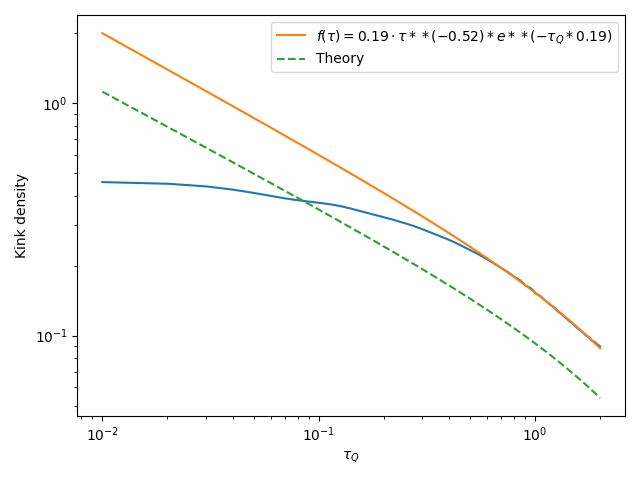 f(τ) = 0.19 · τ * *(−0.52) * e * *(−τ_Q * 0.19)
Theory
Kink density
10^0
10^{-1}
10^{-2} 10^{-1} 10^0
τ_Q